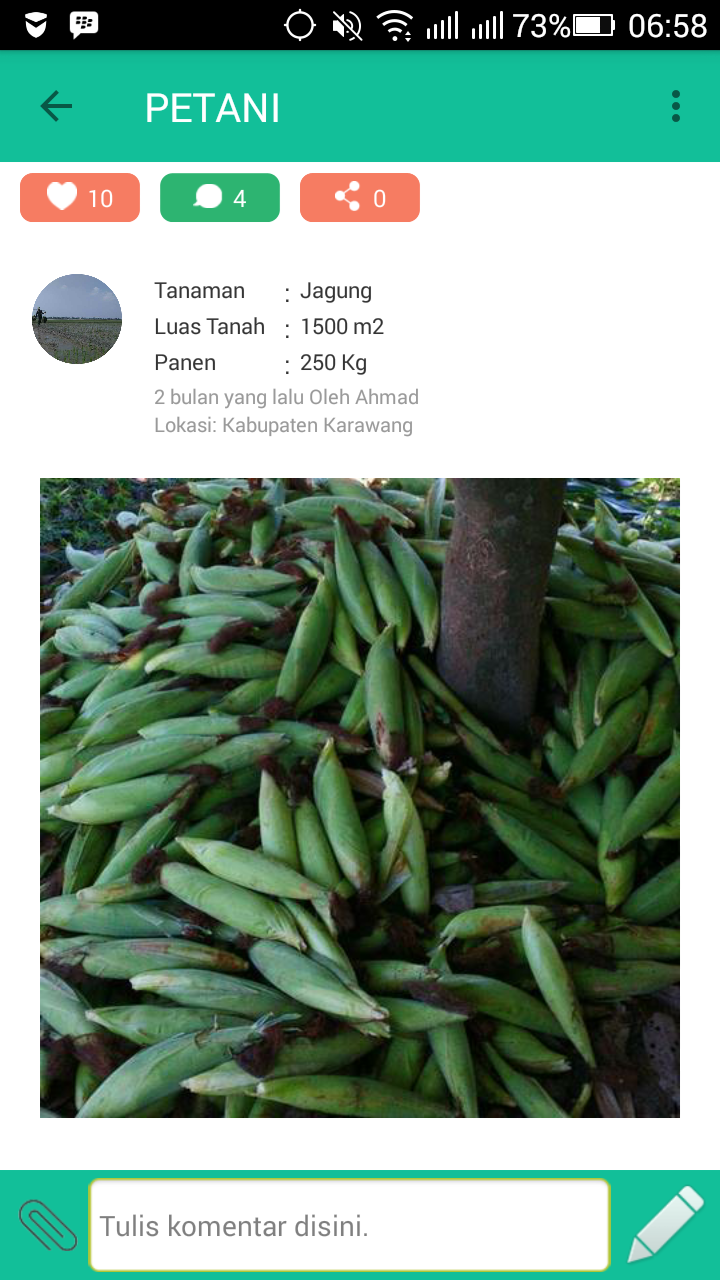 73% 06:58
PETANI
10 4 0
Tanaman : Jagung
Luas Tanah : 1500 m2
Panen : 250 Kg
2 bulan yang lalu Oleh Ahmad
Lokasi: Kabupaten Karawang
Tulis komentar disini.